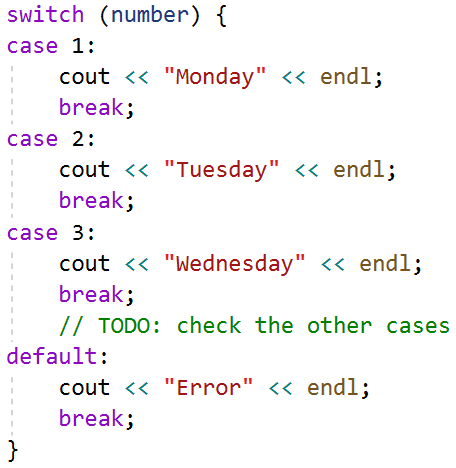 switch (number) {
case 1:
    cout << "Monday" << endl;
    break;
case 2:
    cout << "Tuesday" << endl;
    break;
case 3:
    cout << "Wednesday" << endl;
    break;
    // TODO: check the other cases
default:
    cout << "Error" << endl;
    break;
}